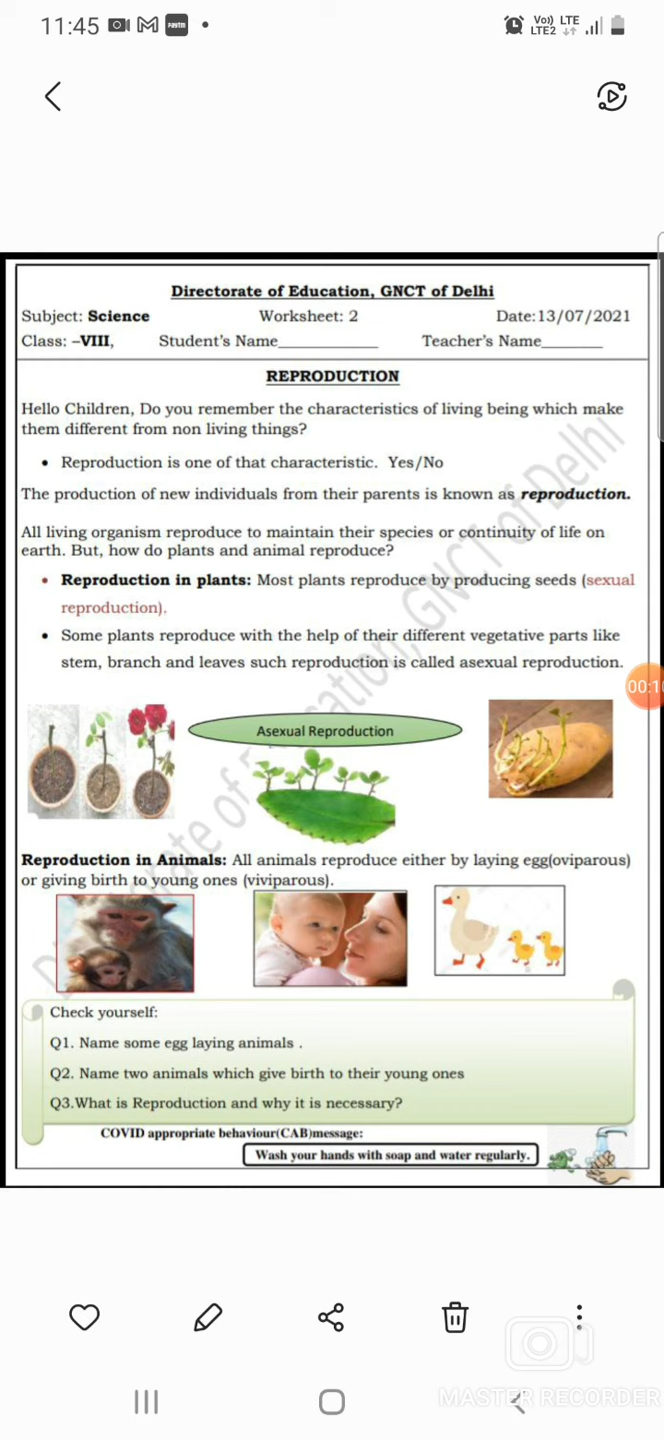 11:45
Paytm
Vo)) LTE
LTE2
Directorate of Education, GNCT of Delhi
Subject: Science Worksheet: 2 Date:13/07/2021
Class: –VIII, Student's Name____________ Teacher's Name________
REPRODUCTION
Hello Children, Do you remember the characteristics of living being which make
them different from non living things?
• Reproduction is one of that characteristic. Yes/No
The production of new individuals from their parents is known as reproduction.
All living organism reproduce to maintain their species or continuity of life on
earth. But, how do plants and animal reproduce?
• Reproduction in plants: Most plants reproduce by producing seeds (sexual
reproduction).
• Some plants reproduce with the help of their different vegetative parts like
stem, branch and leaves such reproduction is called asexual reproduction.
00:10
Asexual Reproduction
Reproduction in Animals: All animals reproduce either by laying egg(oviparous)
or giving birth to young ones (viviparous).
Check yourself:
Q1. Name some egg laying animals .
Q2. Name two animals which give birth to their young ones
Q3.What is Reproduction and why it is necessary?
COVID appropriate behaviour(CAB)message:
Wash your hands with soap and water regularly.
MASTER RECORDER